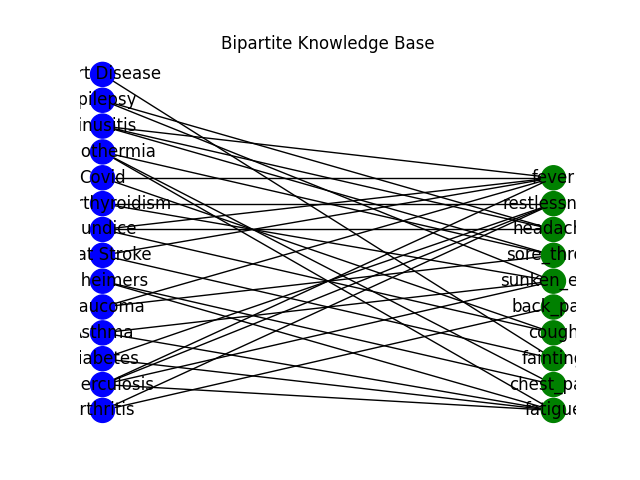 Bipartite Knowledge Base
rt Disease
pilepsy
inusitis
othermia
Covid
fever
rthyroidism
restlessn
undice
headach
at Stroke
sore_thro
heimers
sunken_e
aucoma
back_pa
Asthma
cough
iabetes
fainting
erculosis
chest_pa
rthritis
fatigue